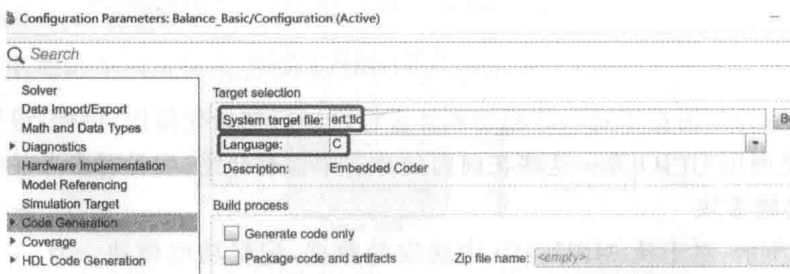 Configuration Parameters: Balance_Basic/Configuration (Active)
Search
Solver
Data Import/Export
Math and Data Types
Diagnostics
Hardware Implementation
Model Referencing
Simulation Target
Code Generation
Coverage
HDL Code Generation
Target selection
System target file: ert.tlc
Language: C
Description: Embedded Coder
Build process
Generate code only
Package code and artifacts
Zip file name: <empty>